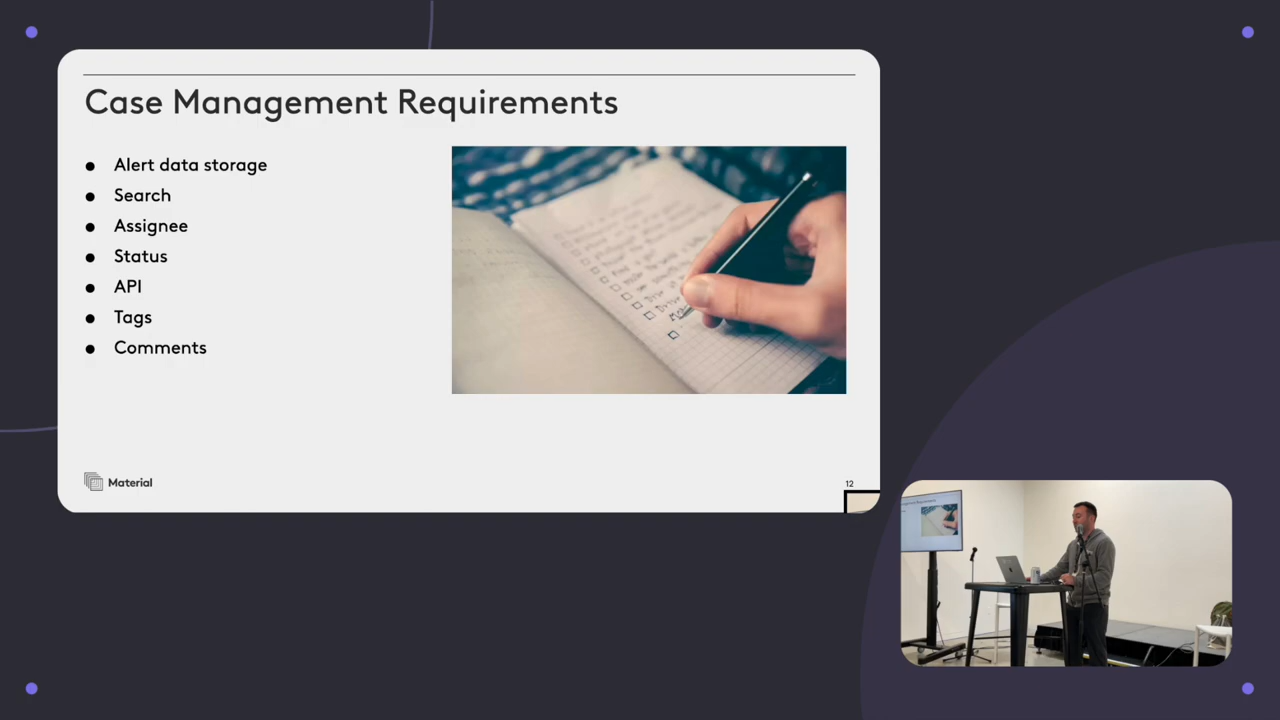 Case Management Requirements
● Alert data storage
● Search
● Assignee
● Status
● API
● Tags
● Comments
Material
12